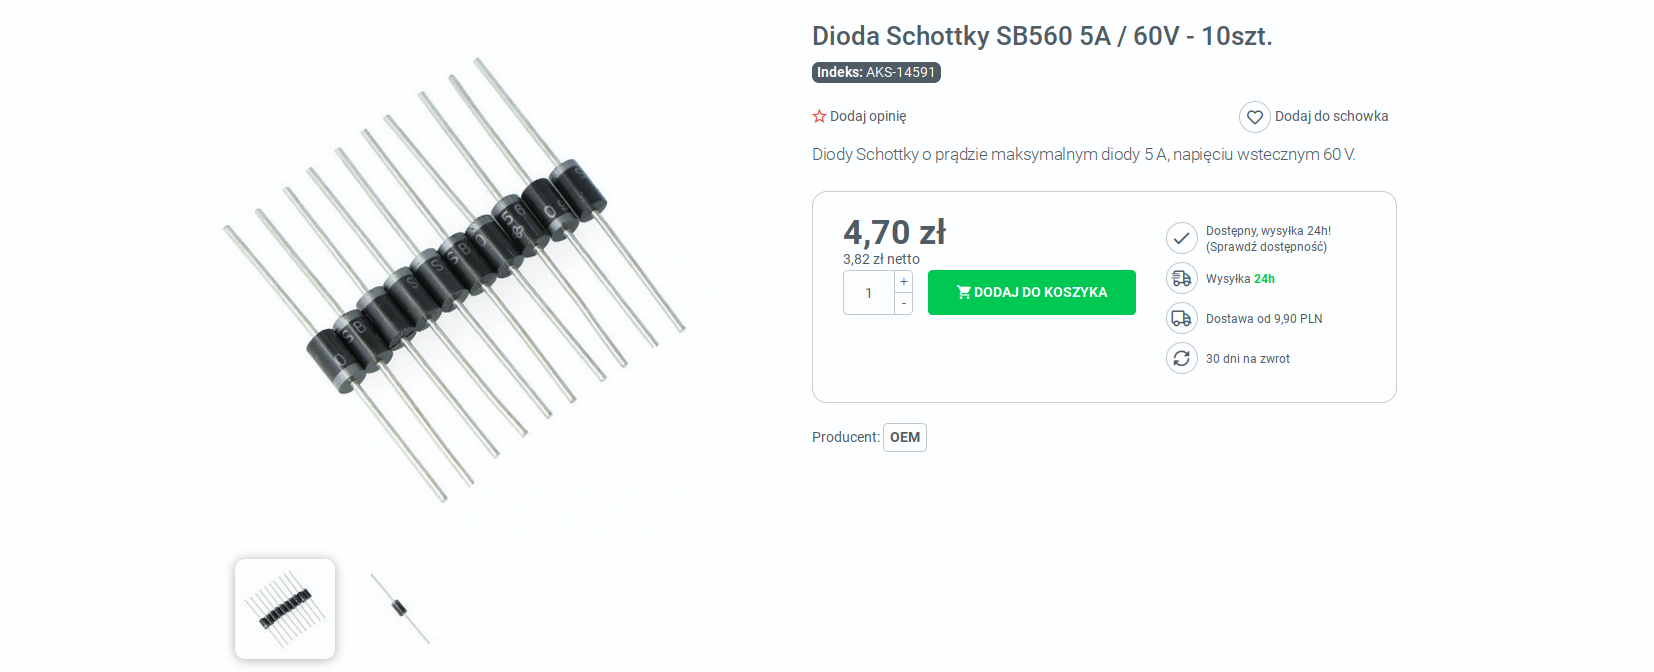 Dioda Schottky SB560 5A / 60V - 10szt.
Indeks: AKS-14591
Dodaj opinię
Dodaj do schowka
Diody Schottky o prądzie maksymalnym diody 5 A, napięciu wstecznym 60 V.
4,70 zł
3,82 zł netto
1
+
-
DODAJ DO KOSZYKA
Dostępny, wysyłka 24h!
(Sprawdź dostępność)
Wysyłka 24h
Dostawa od 9,90 PLN
30 dni na zwrot
Producent: OEM